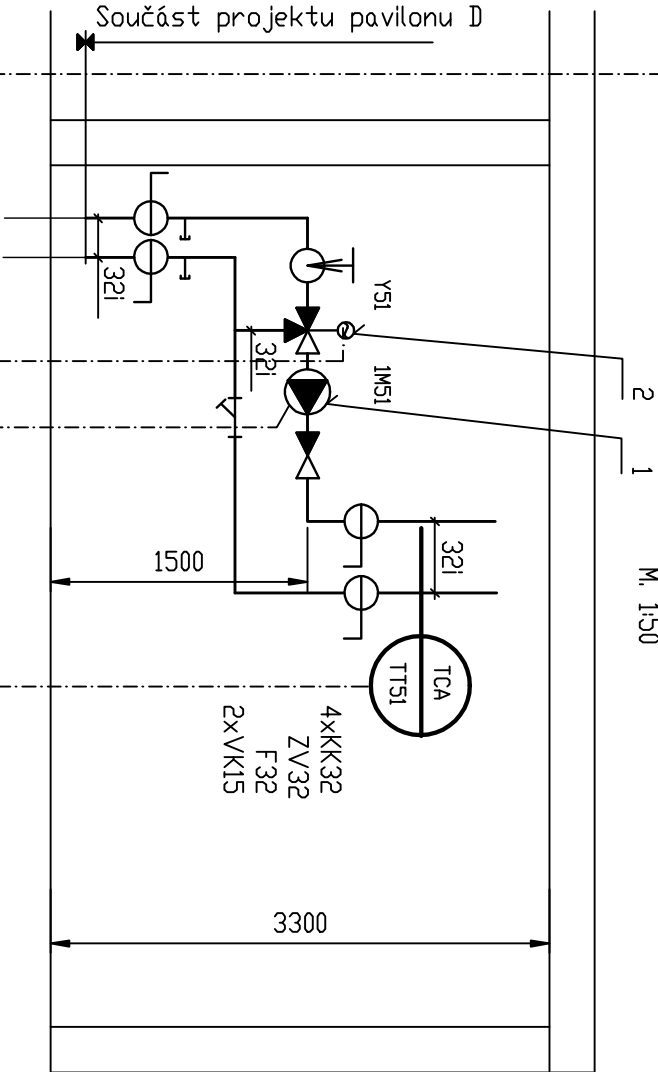 Součást projektu pavilonu D
32i
Y51
32i
1M51
2
1
M. 1:50
1500
32i
TCA
TT51
4xKK32
ZV32
F32
2xVK15
3300